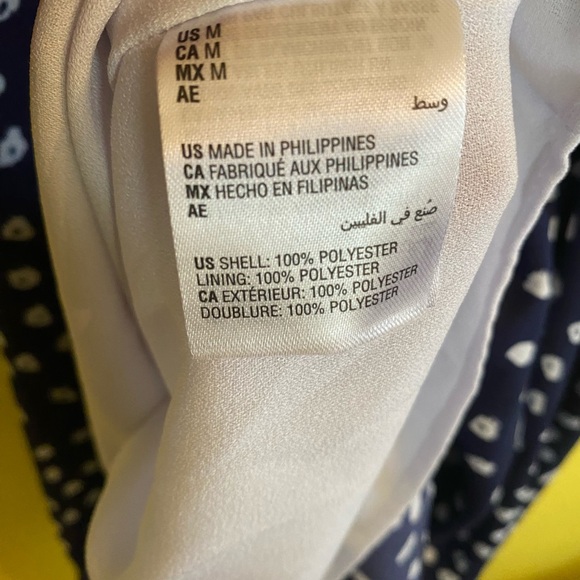 US M
CA M
MX M
AE
وسط
US MADE IN PHILIPPINES
CA FABRIQUÉ AUX PHILIPPINES
MX HECHO EN FILIPINAS
AE
صُنع في الفلبين
US SHELL: 100% POLYESTER
LINING: 100% POLYESTER
CA EXTÉRIEUR: 100% POLYESTER
DOUBLURE: 100% POLYESTER